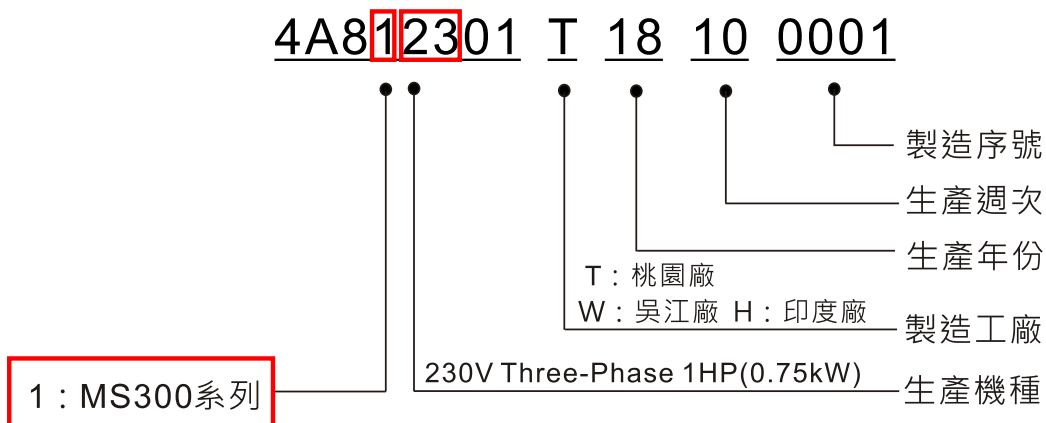 4A812301 T 18 10 0001
製造序號
生產週次
生產年份
T：桃園廠
W：吳江廠 H：印度廠
製造工廠
230V Three-Phase 1HP(0.75kW)
生產機種
1：MS300系列